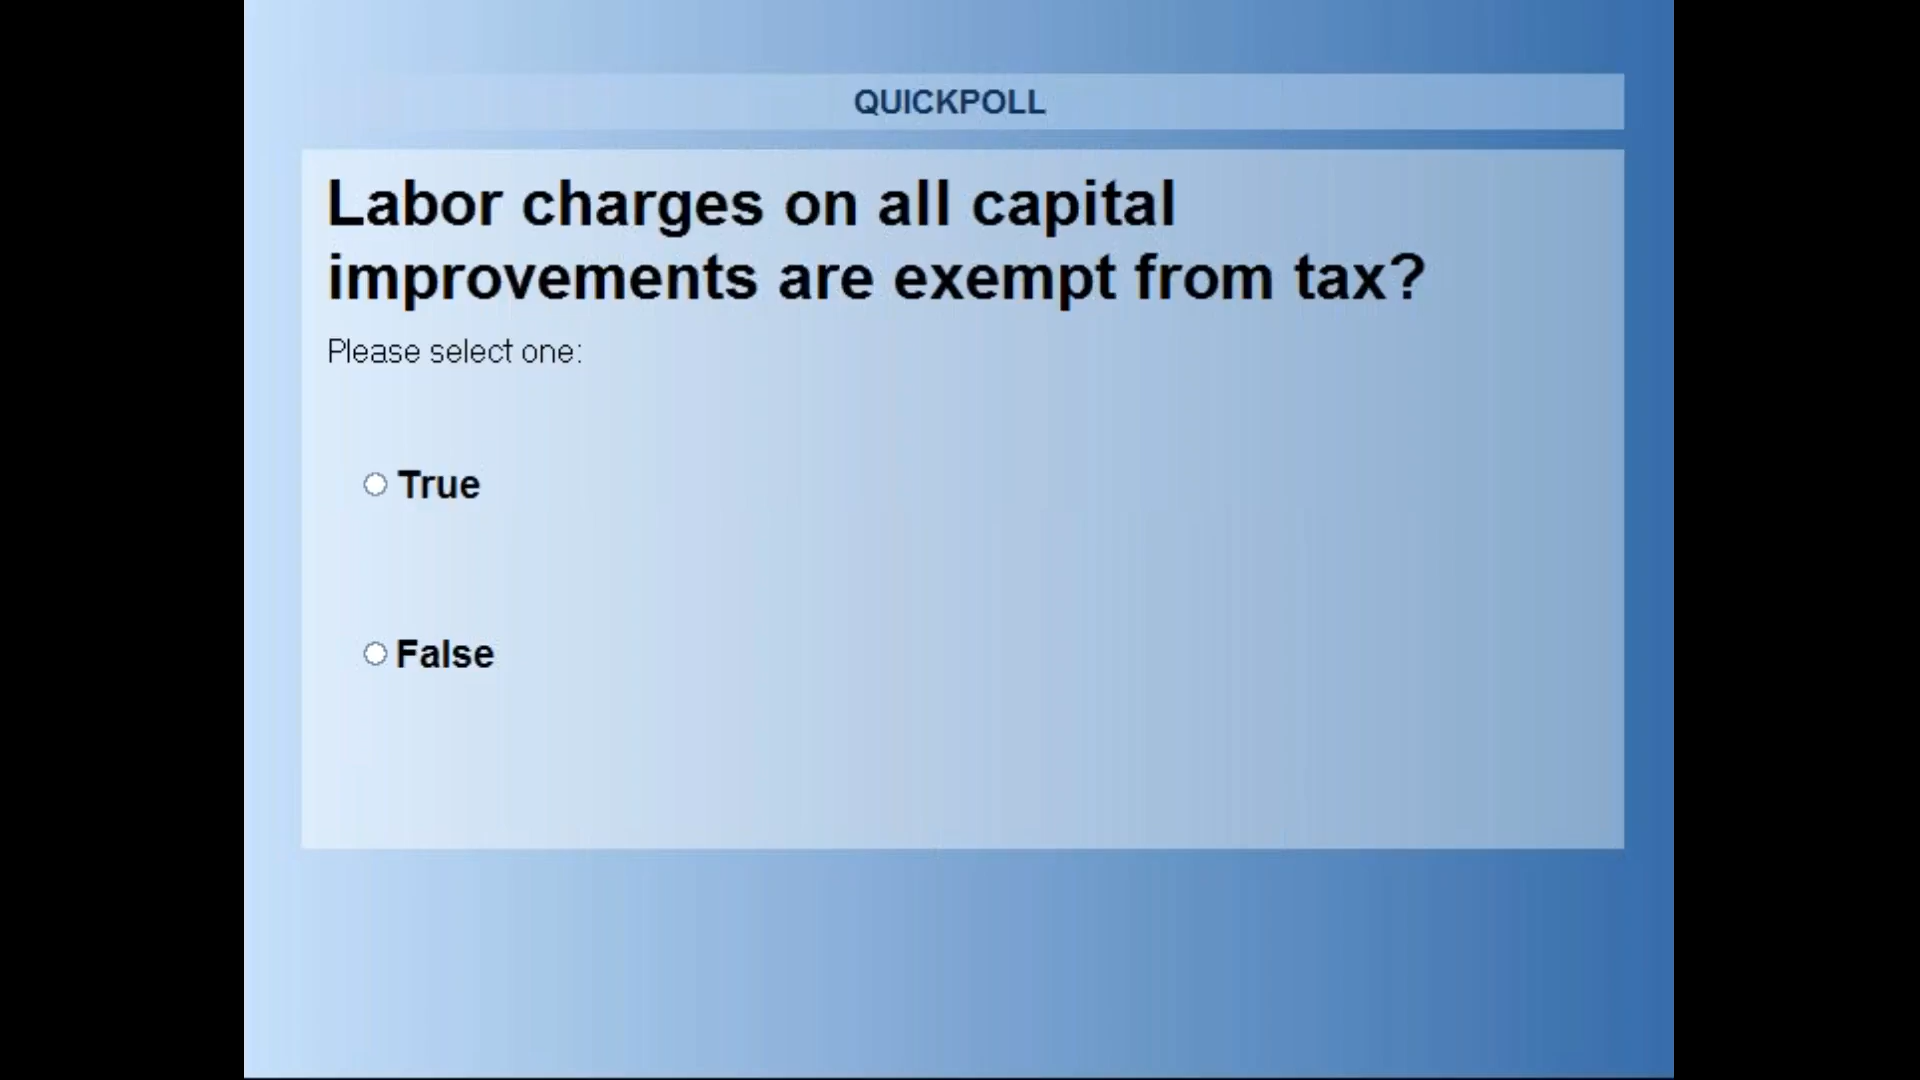 QUICKPOLL
Labor charges on all capital
improvements are exempt from tax?
Please select one:
True
False